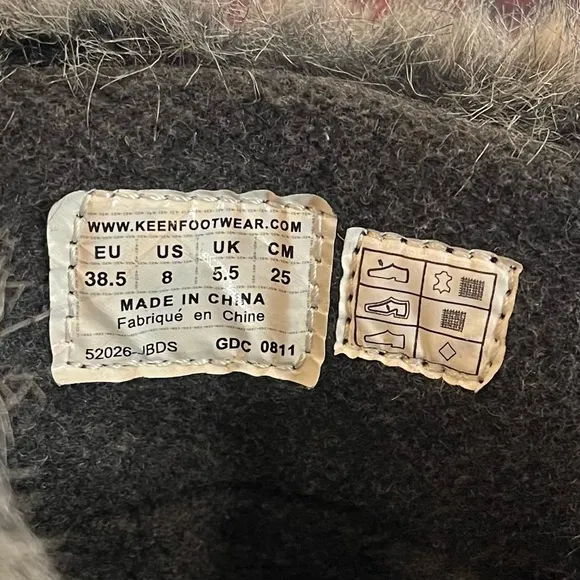 WWW.KEENFOOTWEAR.COM
EU US UK CM
38.5 8 5.5 25
MADE IN CHINA
Fabriqué en Chine
52026-JBDS GDC 0811